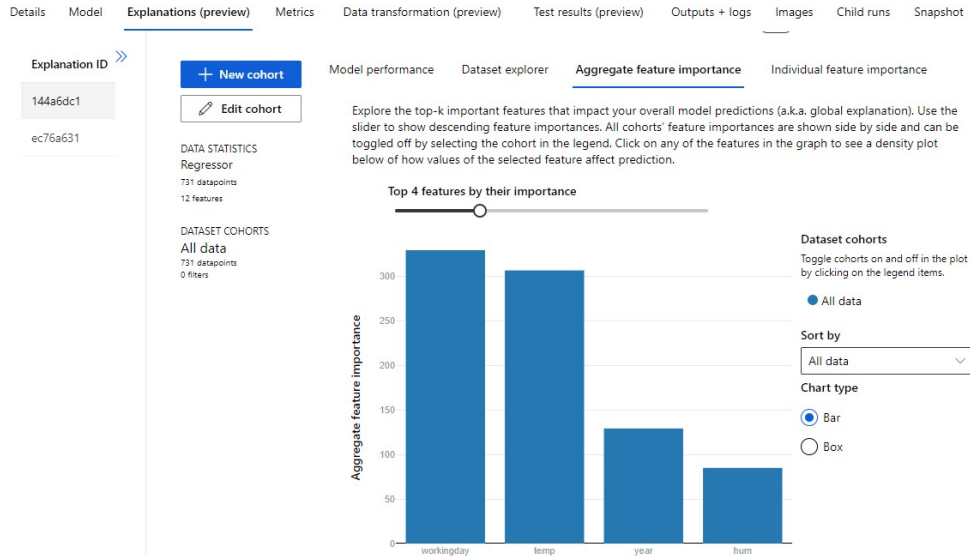 Details Model Explanations (preview) Metrics Data transformation (preview) Test results (preview) Outputs + logs Images Child runs Snapshot
Explanation ID
144a6dc1
ec76a631
+ New cohort
Edit cohort
DATA STATISTICS
Regressor
731 datapoints
12 features
DATASET COHORTS
All data
731 datapoints
0 filters
Model performance Dataset explorer Aggregate feature importance Individual feature importance
Explore the top-k important features that impact your overall model predictions (a.k.a. global explanation). Use the
slider to show descending feature importances. All cohorts' feature importances are shown side by side and can be
toggled off by selecting the cohort in the legend. Click on any of the features in the graph to see a density plot
below of how values of the selected feature affect prediction.
Top 4 features by their importance
Aggregate feature importance
300
250
200
150
100
50
0
workingday temp year hum
Dataset cohorts
Toggle cohorts on and off in the plot
by clicking on the legend items.
All data
Sort by
All data
Chart type
Bar
Box